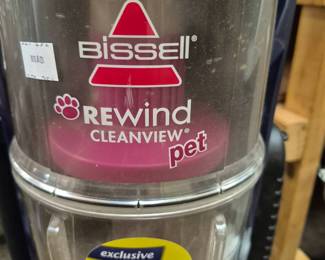 BISSELL®
REWIND
CLEANVIEW®
pet
exclusive